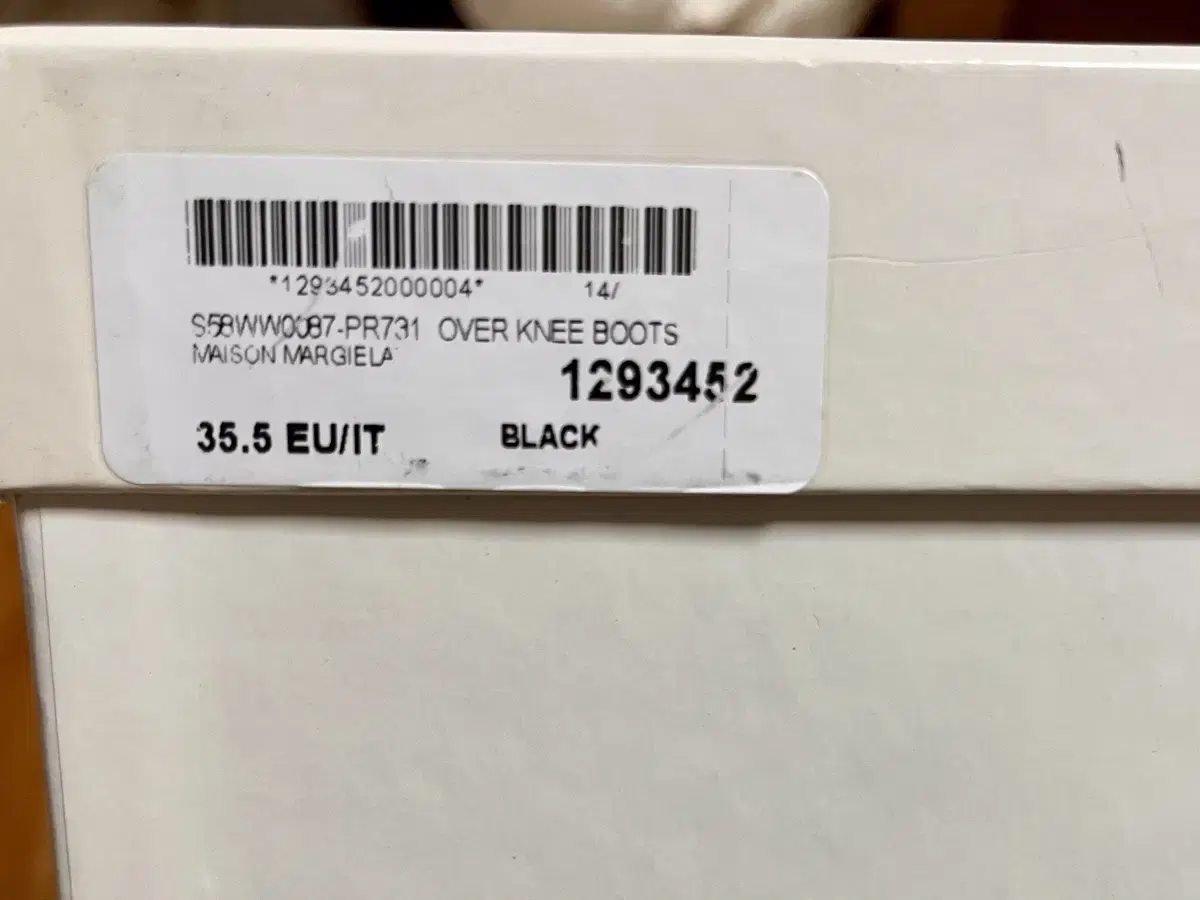 *1293452000004* 14/
S58WW0087-PR731 OVER KNEE BOOTS
MAISON MARGIELA
1293452
35.5 EU/IT BLACK